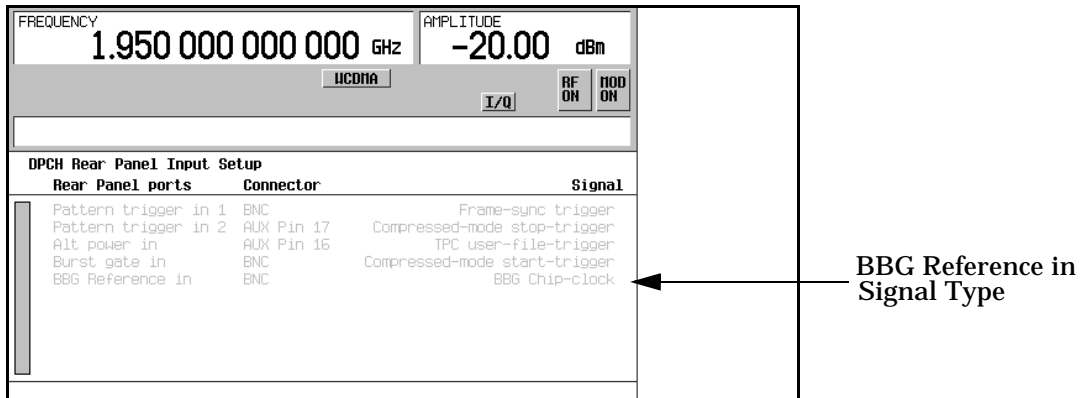 FREQUENCY
1.950 000 000 000 GHz
AMPLITUDE
-20.00 dBm
WCDMA
I/Q
RF ON
MOD ON
DPCH Rear Panel Input Setup
Rear Panel ports Connector Signal
Pattern trigger in 1 BNC Frame-sync trigger
Pattern trigger in 2 AUX Pin 17 Compressed-mode stop-trigger
Alt power in AUX Pin 16 TPC user-file-trigger
Burst gate in BNC Compressed-mode start-trigger
BBG Reference in BNC BBG Chip-clock
BBG Reference in
Signal Type